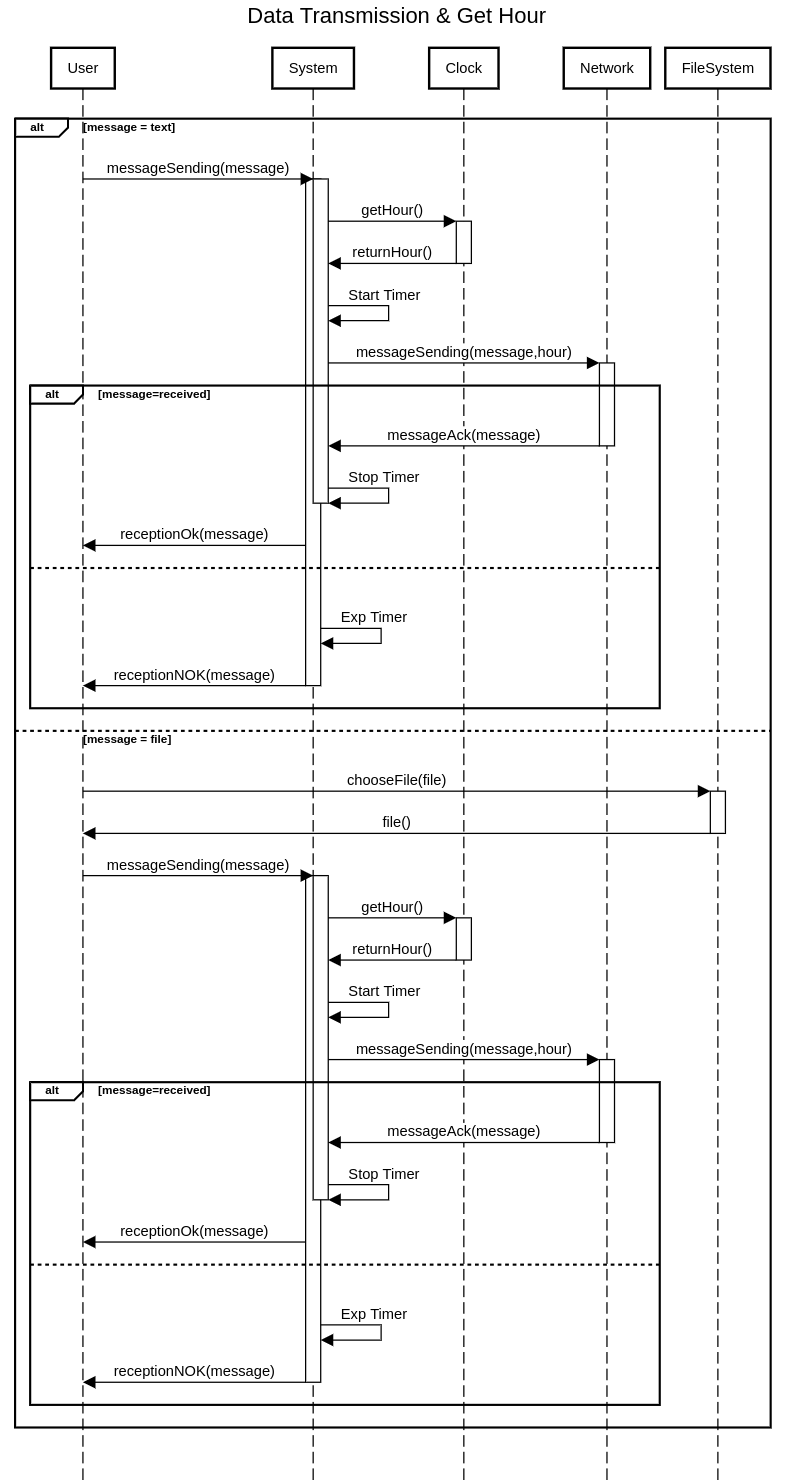 Data Transmission & Get Hour
User
System
Clock
Network
FileSystem
alt
[message = text]
messageSending(message)
getHour()
returnHour()
Start Timer
messageSending(message,hour)
alt
[message=received]
messageAck(message)
Stop Timer
receptionOk(message)
Exp Timer
receptionNOK(message)
[message = file]
chooseFile(file)
file()
messageSending(message)
getHour()
returnHour()
Start Timer
messageSending(message,hour)
alt
[message=received]
messageAck(message)
Stop Timer
receptionOk(message)
Exp Timer
receptionNOK(message)